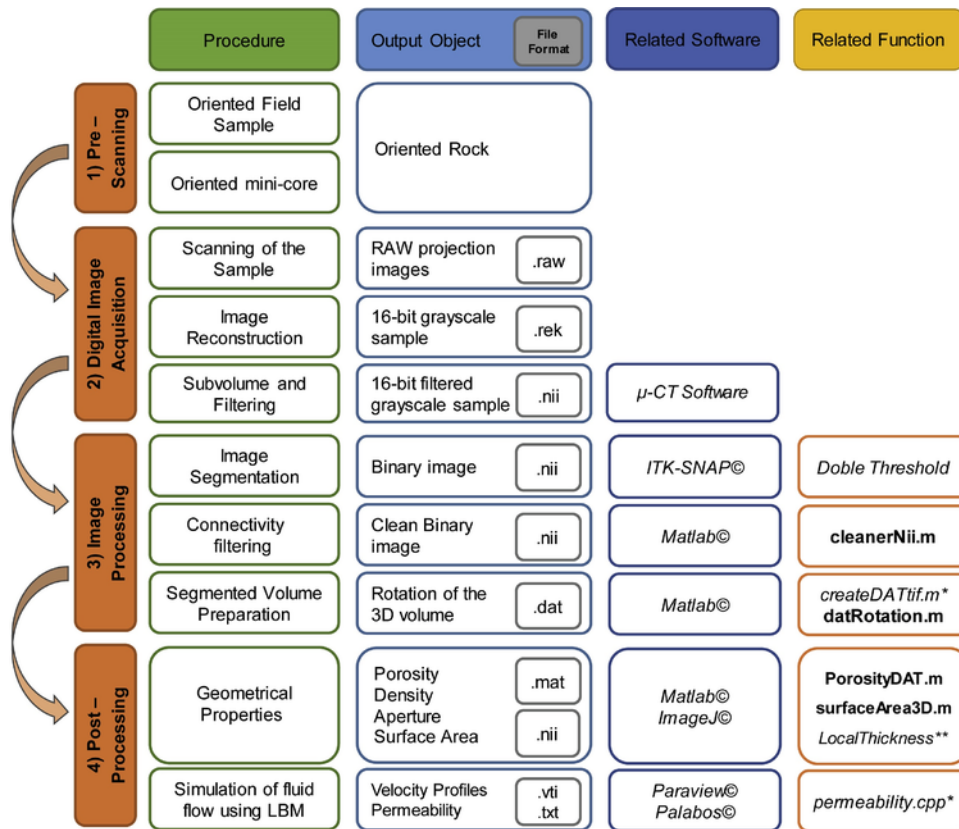 Procedure
Output Object
File
Format
Related Software
Related Function
1) Pre –
Scanning
Oriented Field
Sample
Oriented mini-core
Oriented Rock
2) Digital Image
Acquisition
Scanning of the
Sample
RAW projection
images
.raw
Image
Reconstruction
16-bit grayscale
sample
.rek
Subvolume and
Filtering
16-bit filtered
grayscale sample
.nii
µ-CT Software
3) Image
Processing
Image
Segmentation
Binary image
.nii
ITK-SNAP©
Doble Threshold
Connectivity
filtering
Clean Binary
image
.nii
Matlab©
cleanerNii.m
Segmented Volume
Preparation
Rotation of the
3D volume
.dat
Matlab©
createDATtif.m*
datRotation.m
4) Post –
Processing
Geometrical
Properties
Porosity
Density
Aperture
Surface Area
.mat
.nii
Matlab©
ImageJ©
PorosityDAT.m
surfaceArea3D.m
LocalThickness**
Simulation of fluid
flow using LBM
Velocity Profiles
Permeability
.vti
.txt
Paraview©
Palabos©
permeability.cpp*